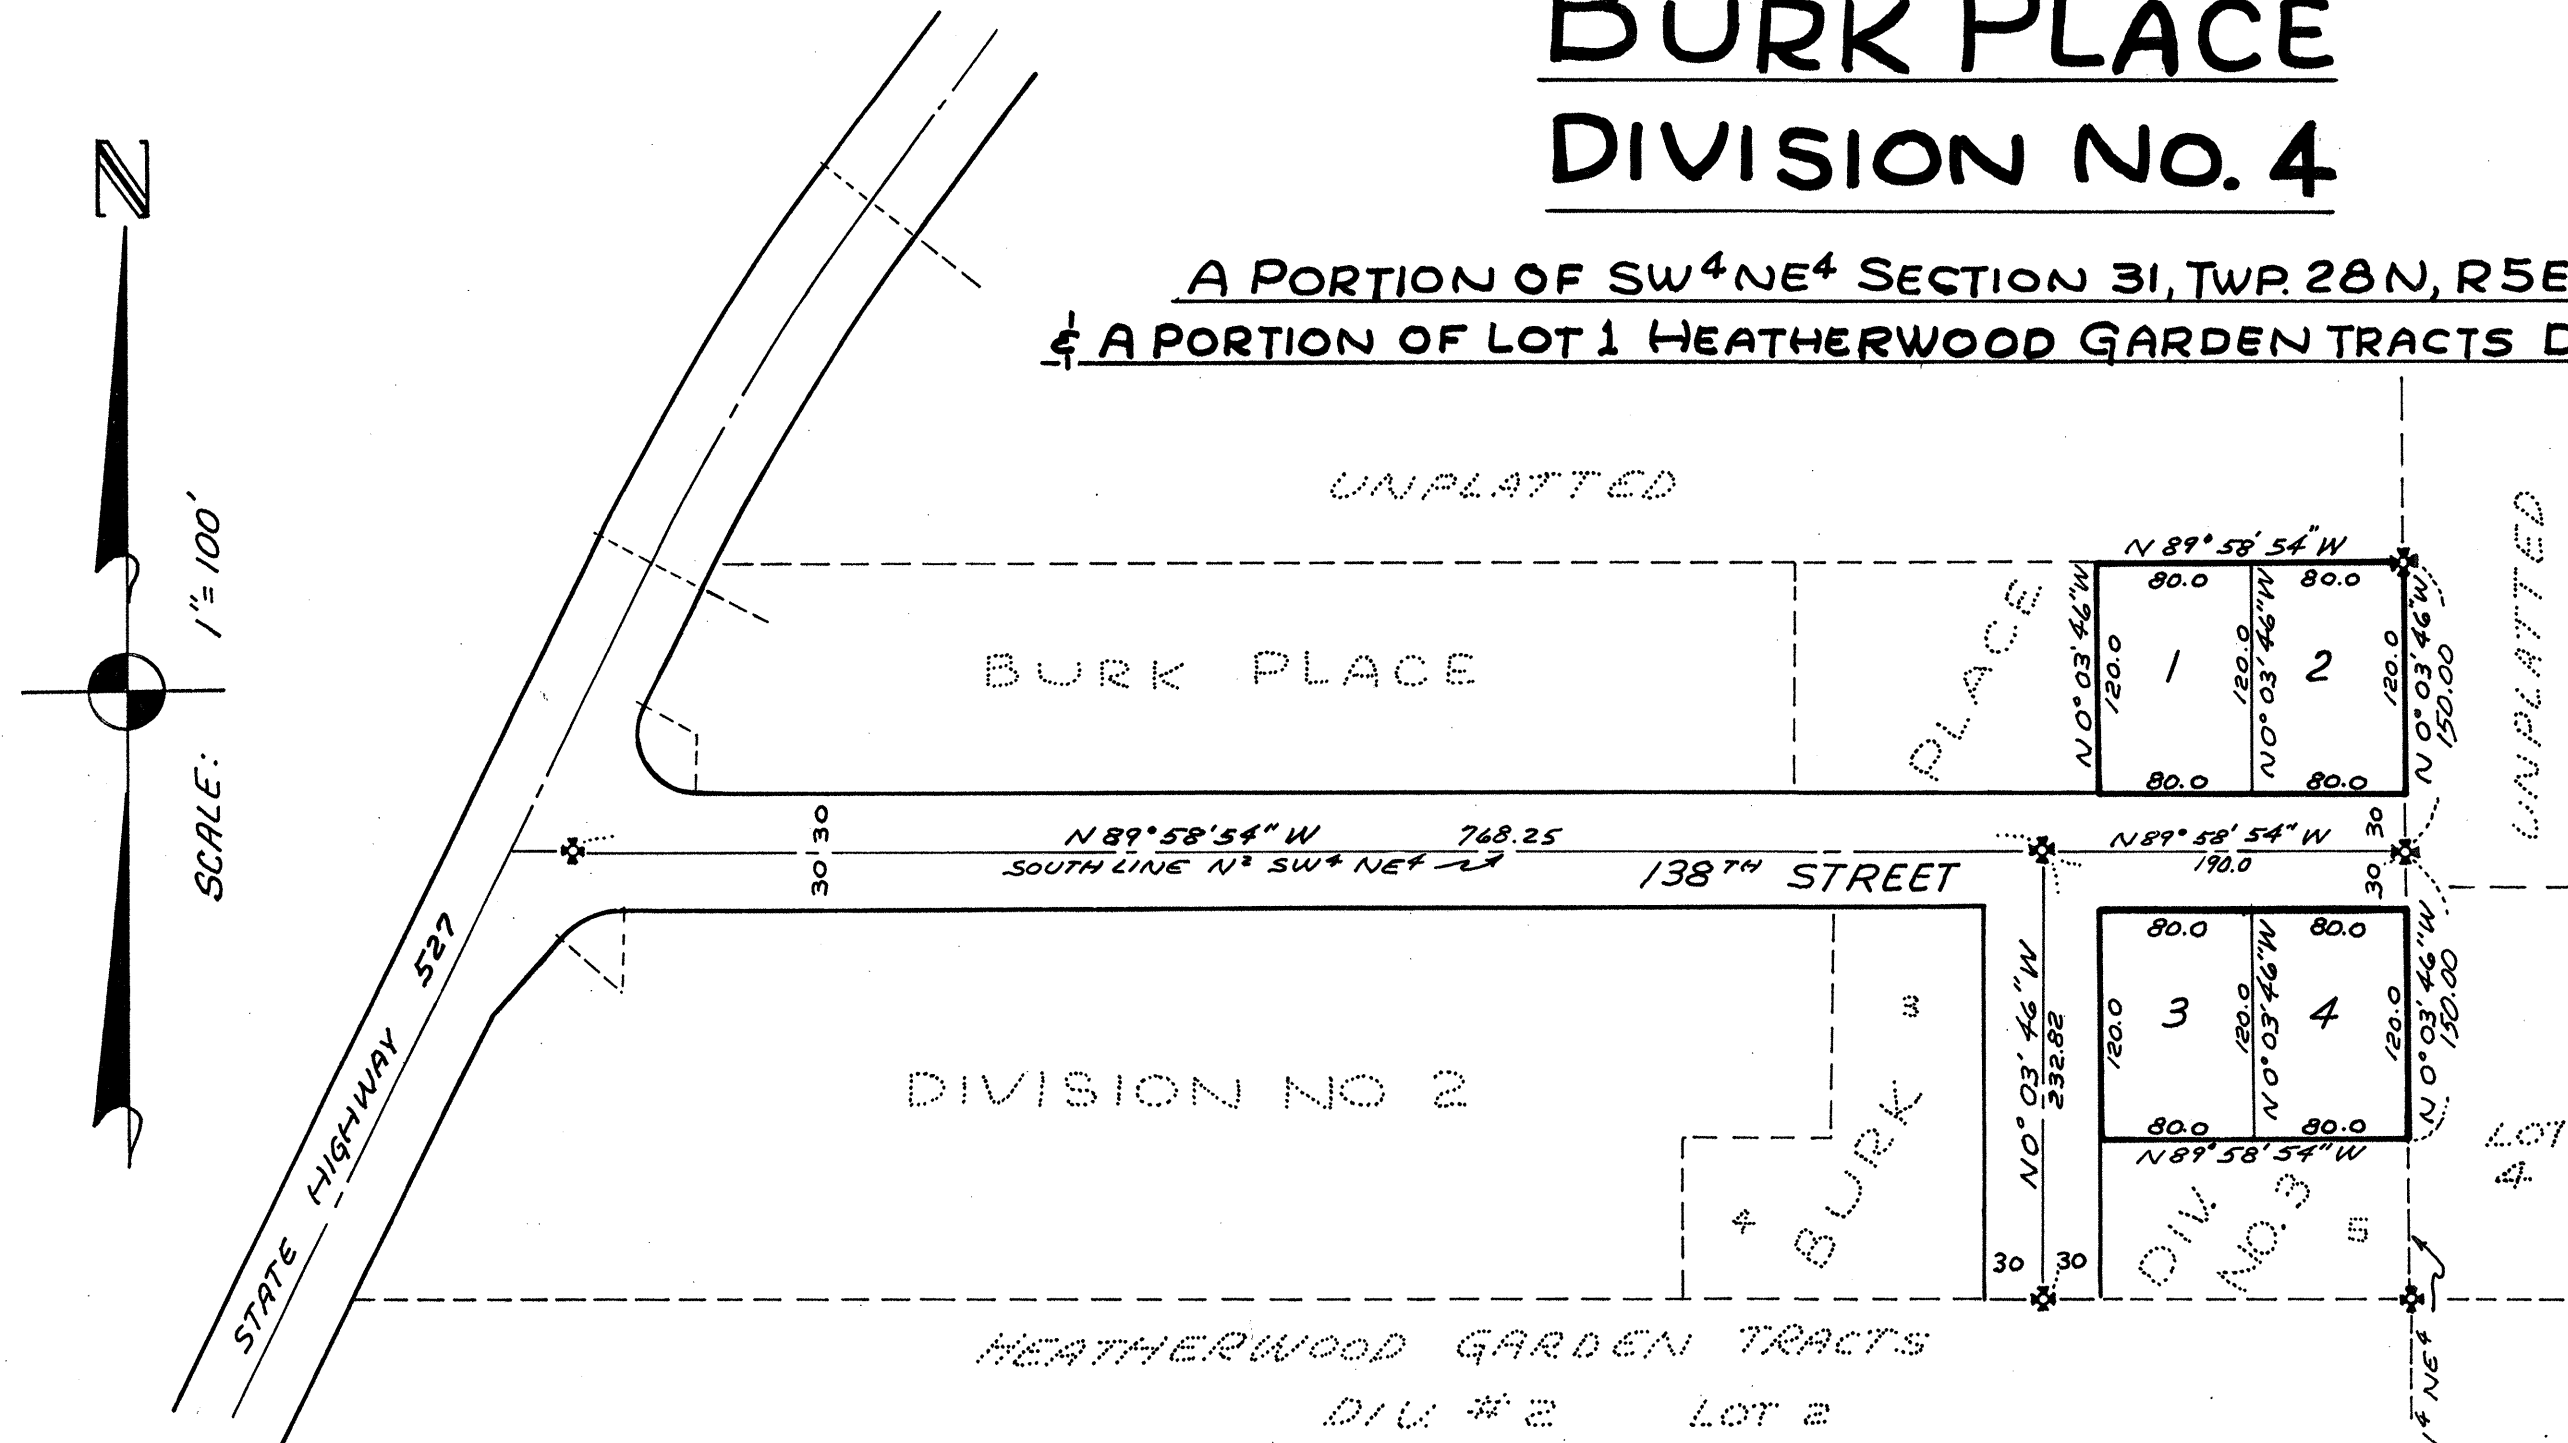 BURK PLACE
DIVISION NO. 4
A PORTION OF SW⁴NE⁴ SECTION 31, TWP. 28N, R5E
& A PORTION OF LOT 1 HEATHERWOOD GARDEN TRACTS D
N
SCALE: 1"= 100'
UNPLATTED
UNPLATTED
N 89° 58' 54" W
80.0
80.0
N 0° 03' 46" W
120.0
1
120.0
N 0° 03' 46" W
2
120.0
N 0° 03' 46" W
150.00
80.0
80.0
BURK PLACE
PLACE
30
30
N 89° 58' 54" W
768.25
SOUTH LINE N² SW⁴ NE⁴
138TH STREET
N 89° 58' 54" W
190.0
30
30
STATE HIGHWAY 527
80.0
80.0
120.0
3
120.0
N 0° 03' 46" W
4
120.0
N 0° 03' 46" W
150.00
80.0
80.0
N 89° 58' 54" W
N 0° 03' 46" W
232.82
3
DIVISION NO 2
BURK
4
30
30
DIV.
NO. 3
5
LOT
4
HEATHERWOOD GARDEN TRACTS
DIV. #2 LOT 2
⁴ NE⁴